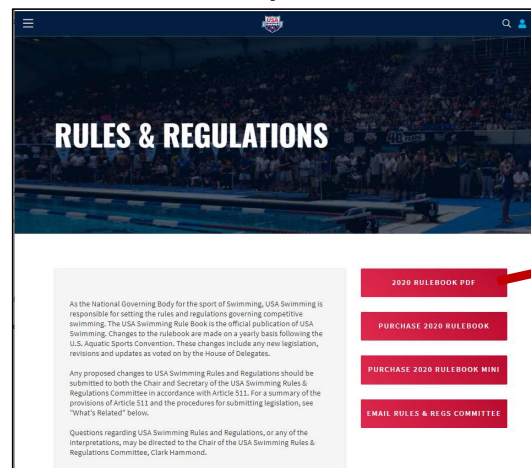 USA
RULES & REGULATIONS
As the National Governing Body for the sport of Swimming, USA Swimming is
responsible for setting the rules and regulations governing competitive
swimming. The USA Swimming Rule Book is the official publication of USA
Swimming. Changes to the rulebook are made on a yearly basis following the
U.S. Aquatic Sports Convention. These changes include any new legislation,
revisions and updates as voted on by the House of Delegates.
Any proposed changes to USA Swimming Rules and Regulations should be
submitted to both the Chair and Secretary of the USA Swimming Rules &
Regulations Committee in accordance with Article 511. For a summary of the
provisions of Article 511 and the procedures for submitting legislation, see
"What's Related" below.
Questions regarding USA Swimming Rules and Regulations, or any of the
interpretations, may be directed to the Chair of the USA Swimming Rules &
Regulations Committee, Clark Hammond.
2020 RULEBOOK PDF
PURCHASE 2020 RULEBOOK
PURCHASE 2020 RULEBOOK MINI
EMAIL RULES & REGS COMMITTEE